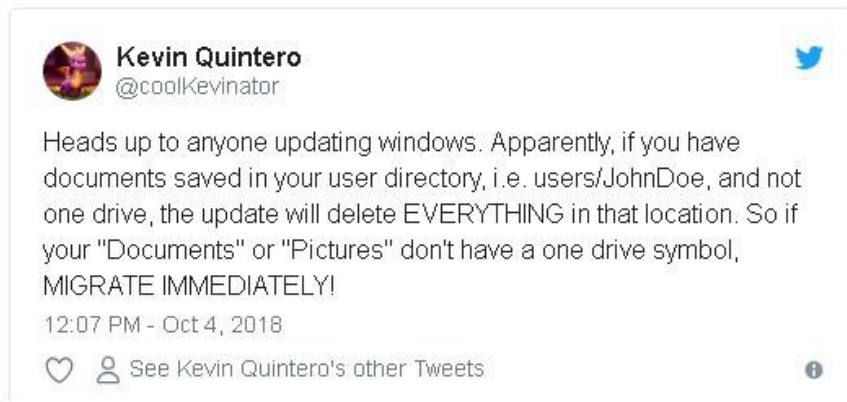 Kevin Quintero
@coolKevinator
Heads up to anyone updating windows. Apparently, if you have
documents saved in your user directory, i.e. users/JohnDoe, and not
one drive, the update will delete EVERYTHING in that location. So if
your "Documents" or "Pictures" don't have a one drive symbol,
MIGRATE IMMEDIATELY!
12:07 PM - Oct 4, 2018
See Kevin Quintero's other Tweets